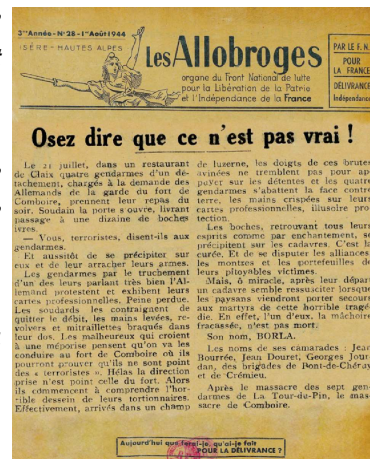 3me Année - N° 28 - 1er Août 1944
ISÈRE - HAUTES ALPES
Les Allobroges
organe du Front National de lutte
pour la Libération de la Patrie
et l'Indépendance de la France
PAR LE F. N.
POUR
LA FRANCE
DÉLIVRANCE
Indépendance
Osez dire que ce n'est pas vrai !
Le 21 juillet, dans un restaurant
de Claix quatre gendarmes d'un dé-
tachement, chargés à la demande des
Allemands de la garde du fort de
Comboire, prennent leur repas du
soir. Soudain la porte s'ouvre, livrant
passage à une dizaine de boches
ivres.
— Vous, terroristes, disent-ils aux
gendarmes.
Et aussitôt de se précipiter sur
eux et de leur arracher leurs armes.
Les gendarmes par le truchement
d'un des leurs parlant très bien l'Al-
lemand protestent et exhibent leurs
cartes professionnelles. Peine perdue.
Les soudards les contraignent de
quitter le débit, les mains levées, re-
volvers et mitraillettes braqués dans
leur dos. Les malheureux qui croient
à une méprise pensent qu'on va les
conduire au fort de Comboire où ils
pourront prouver qu'ils ne sont point
des « terroristes ». Hélas la direction
prise n'est point celle du fort. Alors
ils commencent à comprendre l'hor-
rible dessein de leurs tortionnaires.
Effectivement, arrivés dans un champ
de luzerne, les doigts de ces brutes
avinées ne tremblent pas pour ap-
puyer sur les détentes et les quatre
gendarmes s'abattent la face contre
terre, les mains crispées sur leurs
cartes professionnelles, illusoire pro-
tection.
Les boches, retrouvant tous leurs
esprits comme par enchantement, se
précipitent sur les cadavres. C'est la
curée. Et de se disputer les alliances,
les montres et les portefeuilles de
leurs pitoyables victimes.
Mais, ô miracle, après leur départ
un cadavre semble ressusciter lorsque
les paysans viendront porter secours
aux martyrs de cette horrible tragé-
die. En effet, l'un d'eux, la mâchoire
fracassée, n'est pas mort.
Son nom, BORLA.
Les noms de ses camarades : Jean
Bourrée, Jean Douret, Georges Jour-
dan, des brigades de Pont-de-Chéruy
et de Crémieu.
Après le massacre des sept gen-
darmes de La Tour-du-Pin, le mas-
sacre de Comboire.
Aujourd'hui que ferai-je, qu'ai-je fait
POUR LA DÉLIVRANCE ?